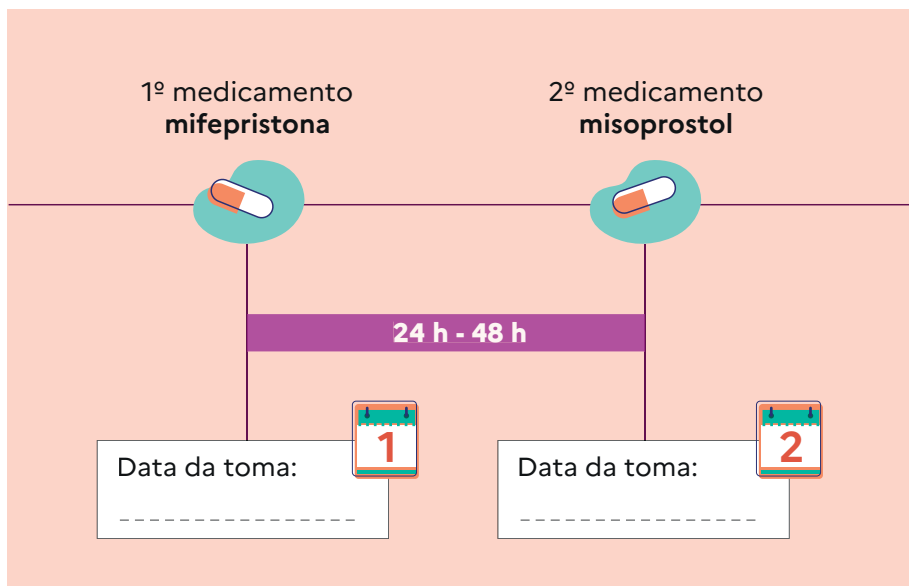 1º medicamento
mifepristona
2º medicamento
misoprostol
24 h - 48 h
1
Data da toma:
2
Data da toma: